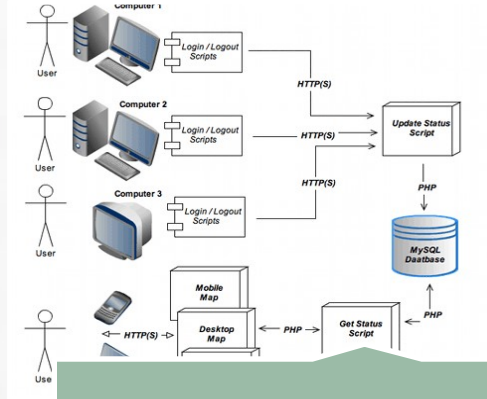 Computer 1
Login / Logout
Scripts
User
HTTP(S)
Computer 2
Login / Logout
Scripts
HTTP(S)
Update Status
Script
User
HTTP(S)
PHP
Computer 3
Login / Logout
Scripts
User
MySQL
Daatbase
Mobile
Map
PHP
HTTP(S)
Desktop
Map
PHP
Get Status
Script
Use